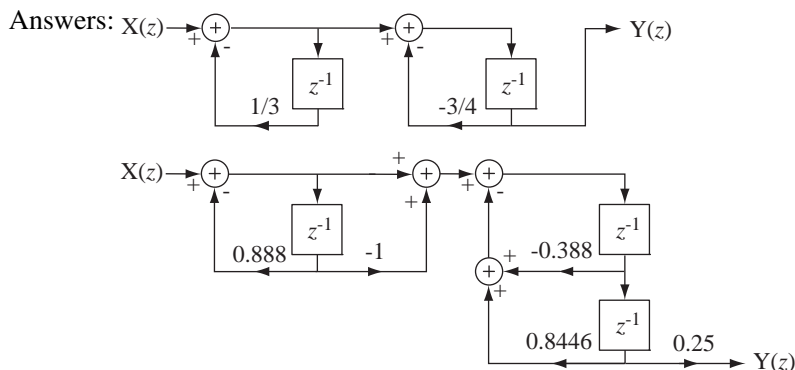 Answers: X(z) + + - + + - Y(z)
z⁻¹ z⁻¹
1/3 -3/4
X(z) + + - + + + + + + -
z⁻¹ z⁻¹
0.888 -1 -0.388
+ + +
z⁻¹
0.8446 0.25 Y(z)